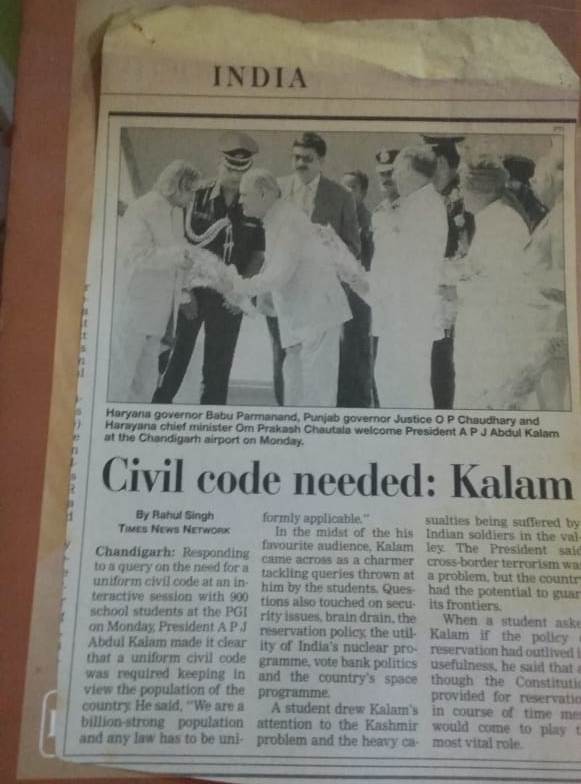 INDIA
PTI
Haryana governor Babu Parmanand, Punjab governor Justice O P Chaudhary and
Harayana chief minister Om Prakash Chautala welcome President A P J Abdul Kalam
at the Chandigarh airport on Monday.
Civil code needed: Kalam
By Rahul Singh
TIMES NEWS NETWORK
Chandigarh: Responding
to a query on the need for a
uniform civil code at an in-
teractive session with 900
school students at the PGI
on Monday, President A P J
Abdul Kalam made it clear
that a uniform civil code
was required keeping in
view the population of the
country. He said, "We are a
billion-strong population
and any law has to be uni-
formly applicable."
In the midst of the his
favourite audience, Kalam
came across as a charmer
tackling queries thrown at
him by the students. Ques-
tions also touched on secu-
rity issues, brain drain, the
reservation policy, the util-
ity of India's nuclear pro-
gramme, vote bank politics
and the country's space
programme.
A student drew Kalam's
attention to the Kashmir
problem and the heavy ca-
sualties being suffered by
Indian soldiers in the val-
ley. The President said
cross-border terrorism wa
a problem, but the countr
had the potential to guar
its frontiers.
When a student aske
Kalam if the policy
reservation had outlived i
usefulness, he said that a
though the Constitutio
provided for reservatio
in course of time me
would come to play t
most vital role.